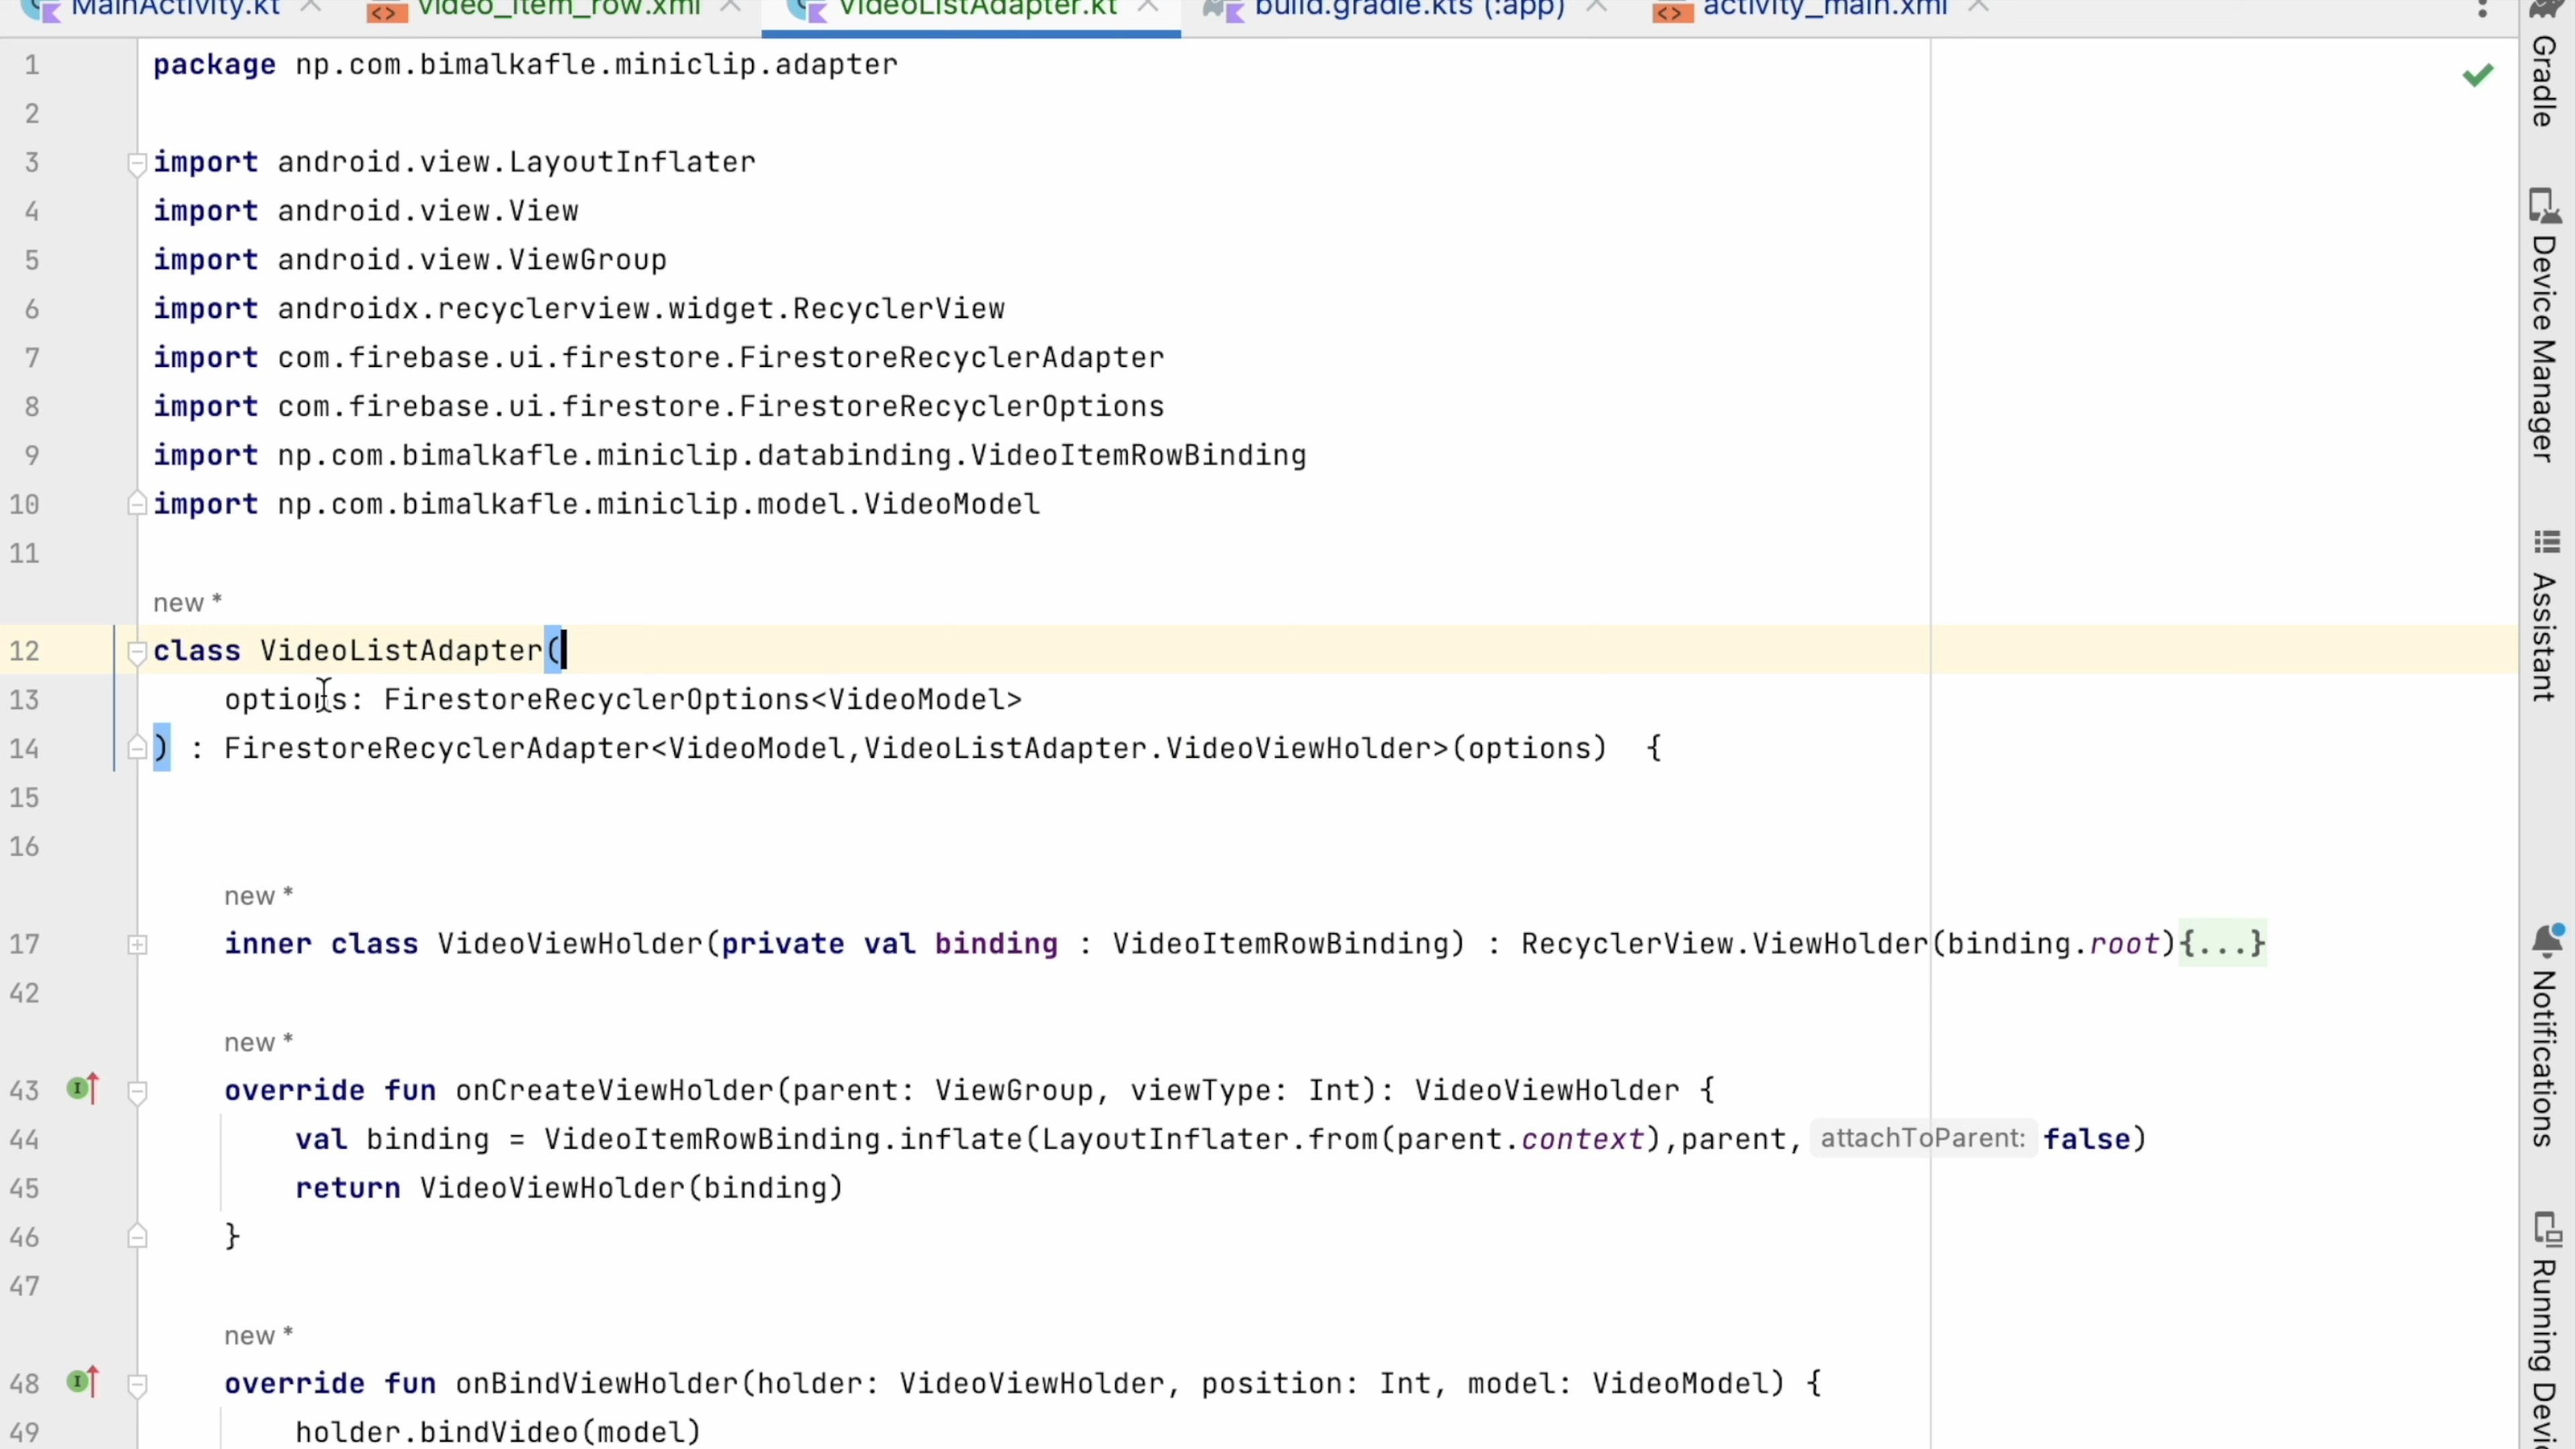 MainActivity.kt video_item_row.xml VideoListAdapter.kt build.gradle.kts (:app) activity_main.xml
1 package np.com.bimalkafle.miniclip.adapter
2
3 import android.view.LayoutInflater
4 import android.view.View
5 import android.view.ViewGroup
6 import androidx.recyclerview.widget.RecyclerView
7 import com.firebase.ui.firestore.FirestoreRecyclerAdapter
8 import com.firebase.ui.firestore.FirestoreRecyclerOptions
9 import np.com.bimalkafle.miniclip.databinding.VideoItemRowBinding
10 import np.com.bimalkafle.miniclip.model.VideoModel
11
new *
12 class VideoListAdapter(
13 options: FirestoreRecyclerOptions<VideoModel>
14 ) : FirestoreRecyclerAdapter<VideoModel,VideoListAdapter.VideoViewHolder>(options) {
15
16
new *
17 inner class VideoViewHolder(private val binding : VideoItemRowBinding) : RecyclerView.ViewHolder(binding.root){...}
42
new *
43 override fun onCreateViewHolder(parent: ViewGroup, viewType: Int): VideoViewHolder {
44 val binding = VideoItemRowBinding.inflate(LayoutInflater.from(parent.context),parent, attachToParent: false)
45 return VideoViewHolder(binding)
46 }
47
new *
48 override fun onBindViewHolder(holder: VideoViewHolder, position: Int, model: VideoModel) {
49 holder.bindVideo(model)
Gradle
Device Manager
Assistant
Notifications
Running Devi